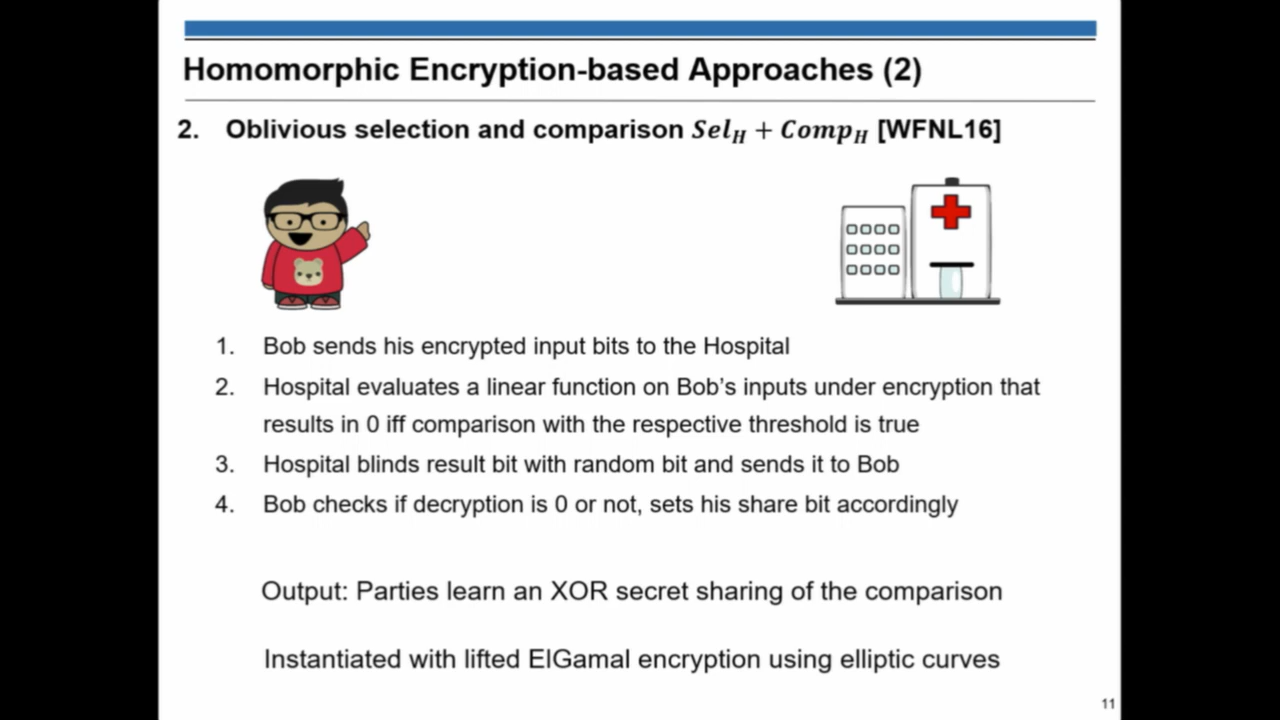 Homomorphic Encryption-based Approaches (2)
2. Oblivious selection and comparison Sel_H + Comp_H [WFNL16]
1. Bob sends his encrypted input bits to the Hospital
2. Hospital evaluates a linear function on Bob’s inputs under encryption that
results in 0 iff comparison with the respective threshold is true
3. Hospital blinds result bit with random bit and sends it to Bob
4. Bob checks if decryption is 0 or not, sets his share bit accordingly
Output: Parties learn an XOR secret sharing of the comparison
Instantiated with lifted ElGamal encryption using elliptic curves
11